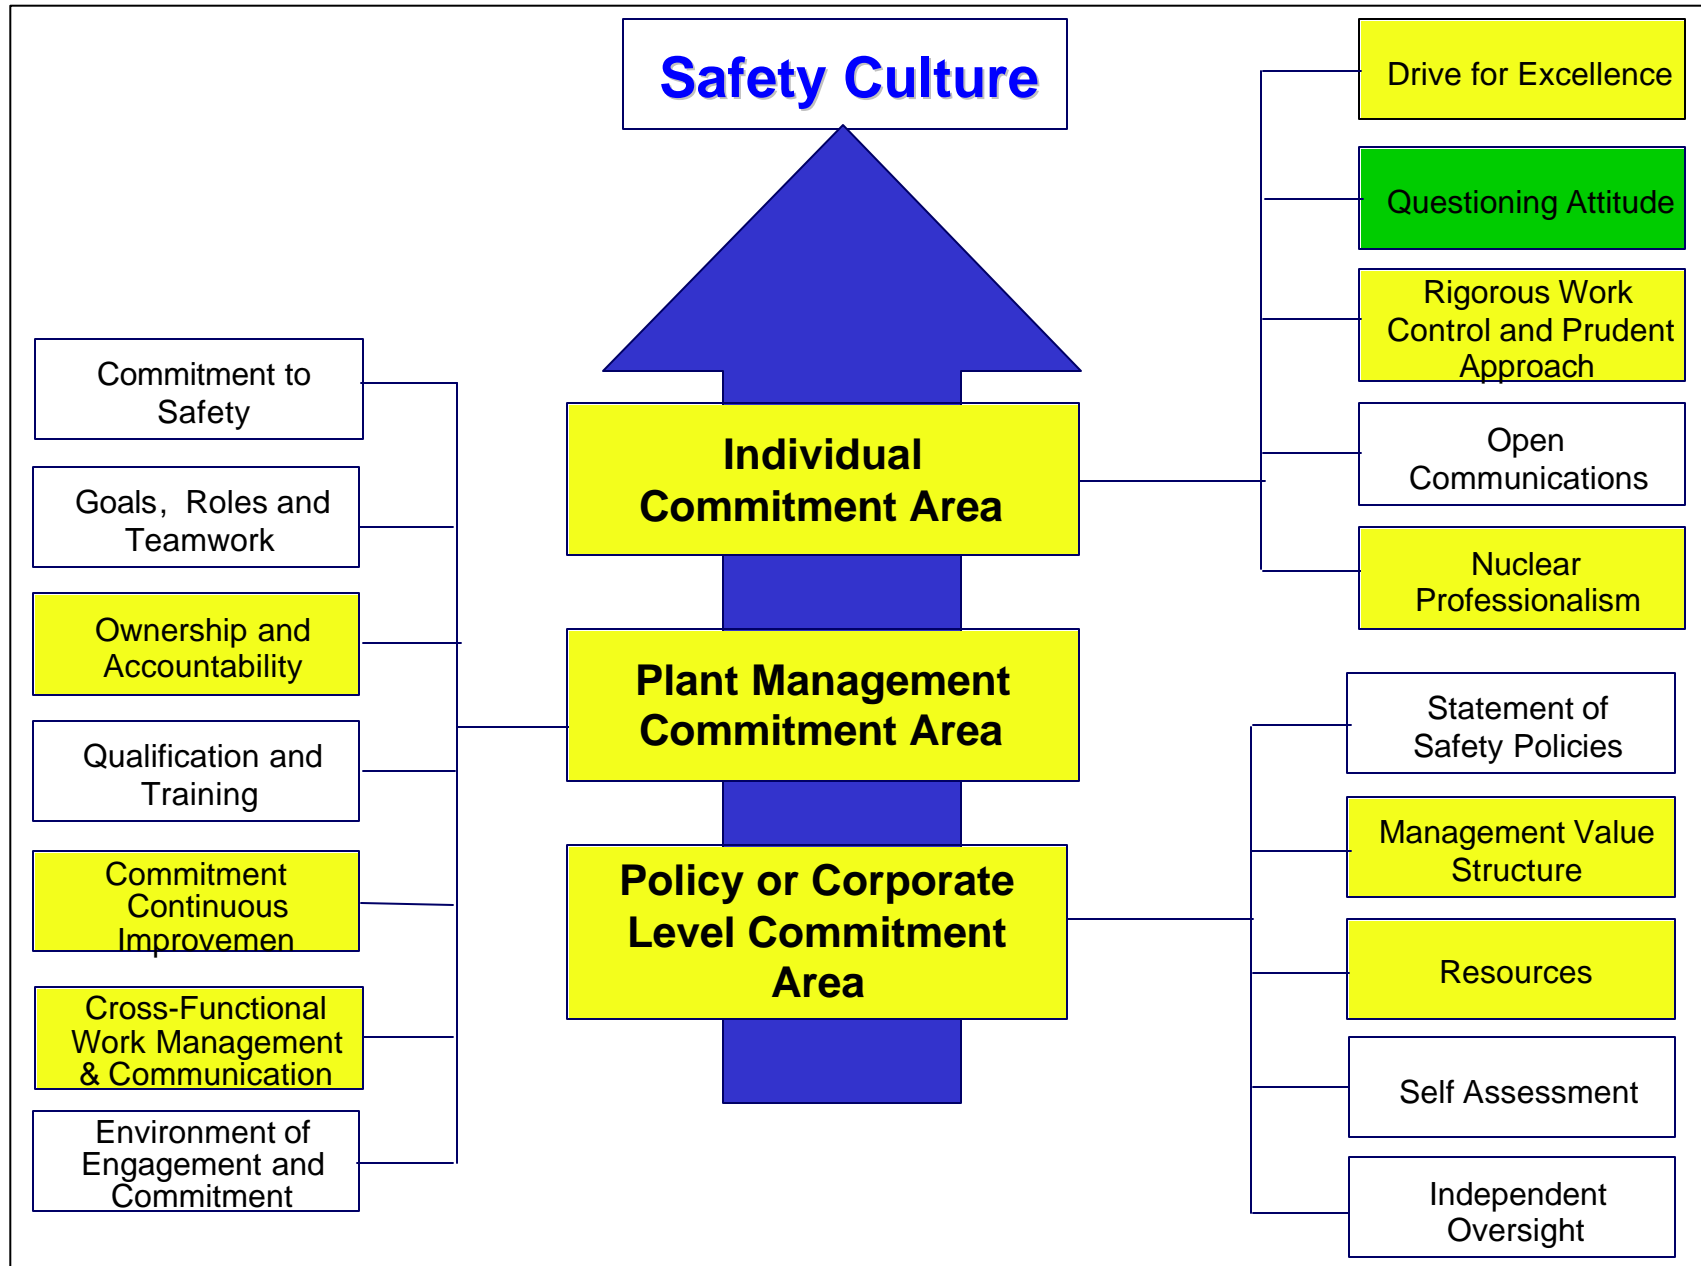 Safety Culture
Individual
Commitment Area
Plant Management
Commitment Area
Policy or Corporate
Level Commitment
Area
Commitment to
Safety
Goals, Roles and
Teamwork
Ownership and
Accountability
Qualification and
Training
Commitment
Continuous
Improvemen
Cross-Functional
Work Management
& Communication
Environment of
Engagement and
Commitment
Drive for Excellence
Questioning Attitude
Rigorous Work
Control and Prudent
Approach
Open
Communications
Nuclear
Professionalism
Statement of
Safety Policies
Management Value
Structure
Resources
Self Assessment
Independent
Oversight